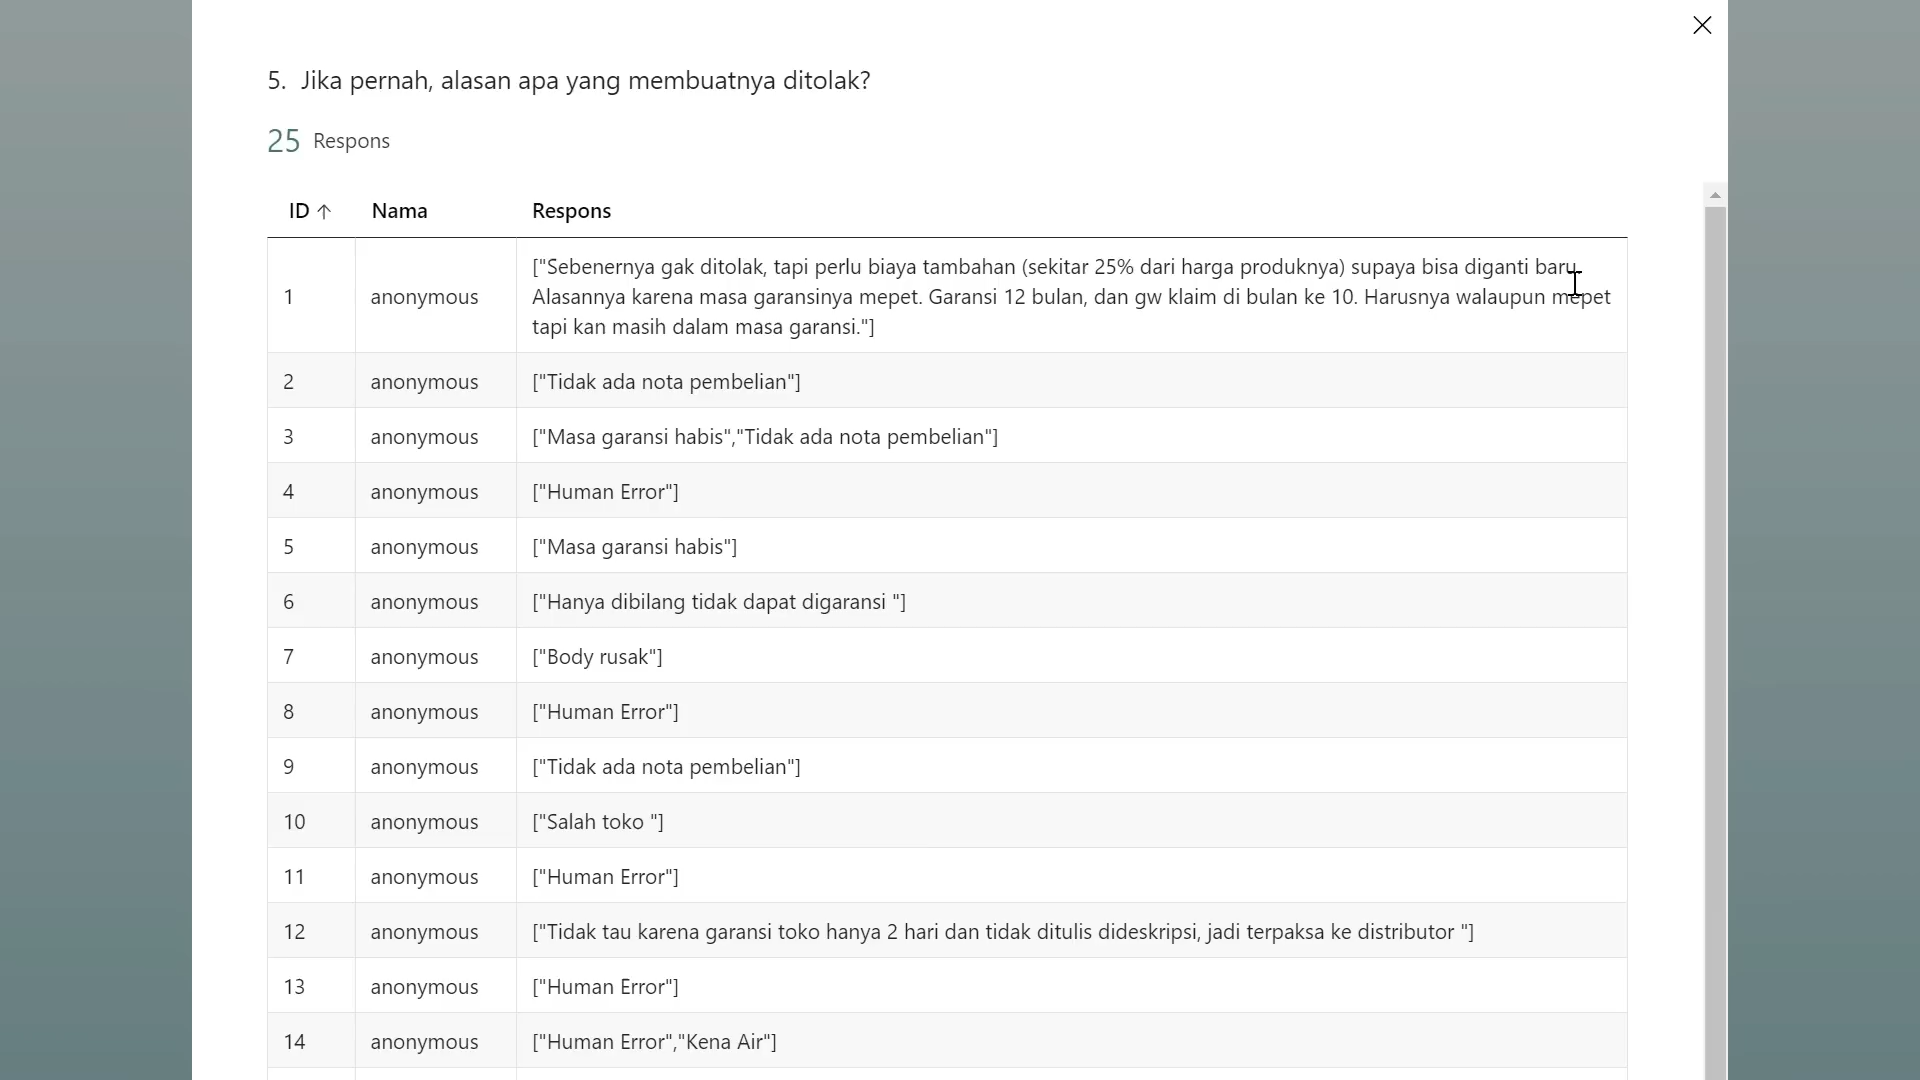 5. Jika pernah, alasan apa yang membuatnya ditolak?
25 Respons
ID ↑ Nama Respons
1 anonymous ["Sebenernya gak ditolak, tapi perlu biaya tambahan (sekitar 25% dari harga produknya) supaya bisa diganti baru.
Alasannya karena masa garansinya mepet. Garansi 12 bulan, dan gw klaim di bulan ke 10. Harusnya walaupun mepet
tapi kan masih dalam masa garansi."]
2 anonymous ["Tidak ada nota pembelian"]
3 anonymous ["Masa garansi habis","Tidak ada nota pembelian"]
4 anonymous ["Human Error"]
5 anonymous ["Masa garansi habis"]
6 anonymous ["Hanya dibilang tidak dapat digaransi "]
7 anonymous ["Body rusak"]
8 anonymous ["Human Error"]
9 anonymous ["Tidak ada nota pembelian"]
10 anonymous ["Salah toko "]
11 anonymous ["Human Error"]
12 anonymous ["Tidak tau karena garansi toko hanya 2 hari dan tidak ditulis dideskripsi, jadi terpaksa ke distributor "]
13 anonymous ["Human Error"]
14 anonymous ["Human Error","Kena Air"]